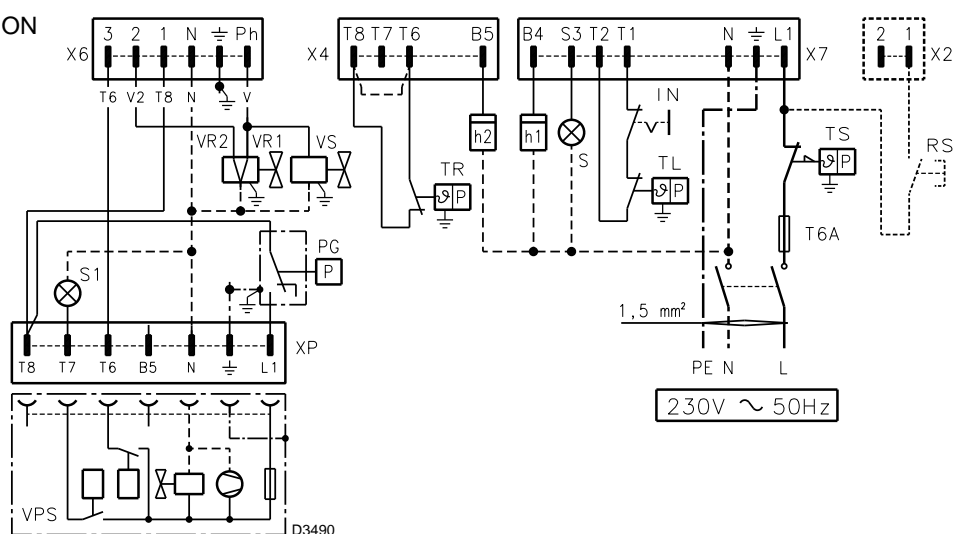 ON
X6 3 2 1 N Ph
X4 T8 T7 T6 B5
B4 S3 T2 T1 N L1 X7
2 1 X2
T6 V2 T8 N V
IN
h2 h1
TS
ϑ P
RS
VR2 VR1 VS
S
TR
ϑ P
TL
ϑ P
T6A
PG
P
S1
1,5 mm²
XP
T8 T7 T6 B5 N L1
PE N L
230V ~ 50Hz
VPS
D3490